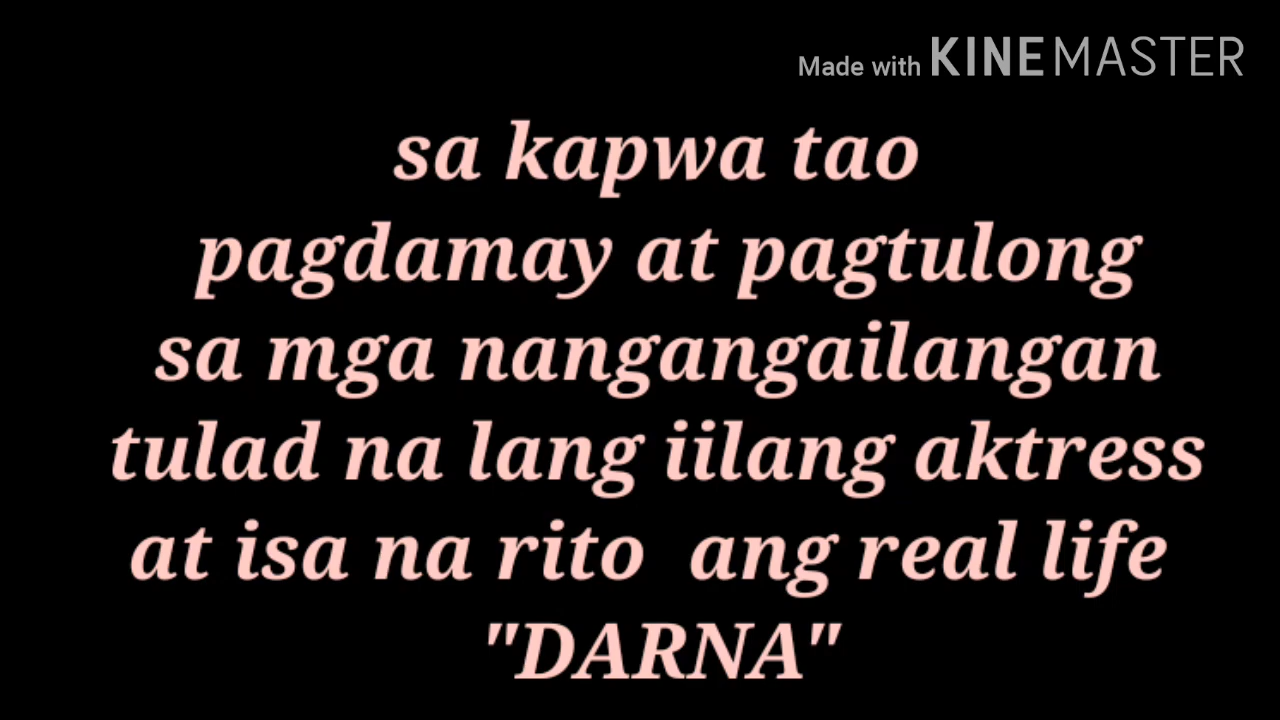 Made with KINEMASTER
sa kapwa tao
pagdamay at pagtulong
sa mga nangangailangan
tulad na lang iilang aktress
at isa na rito  ang real life
"DARNA"